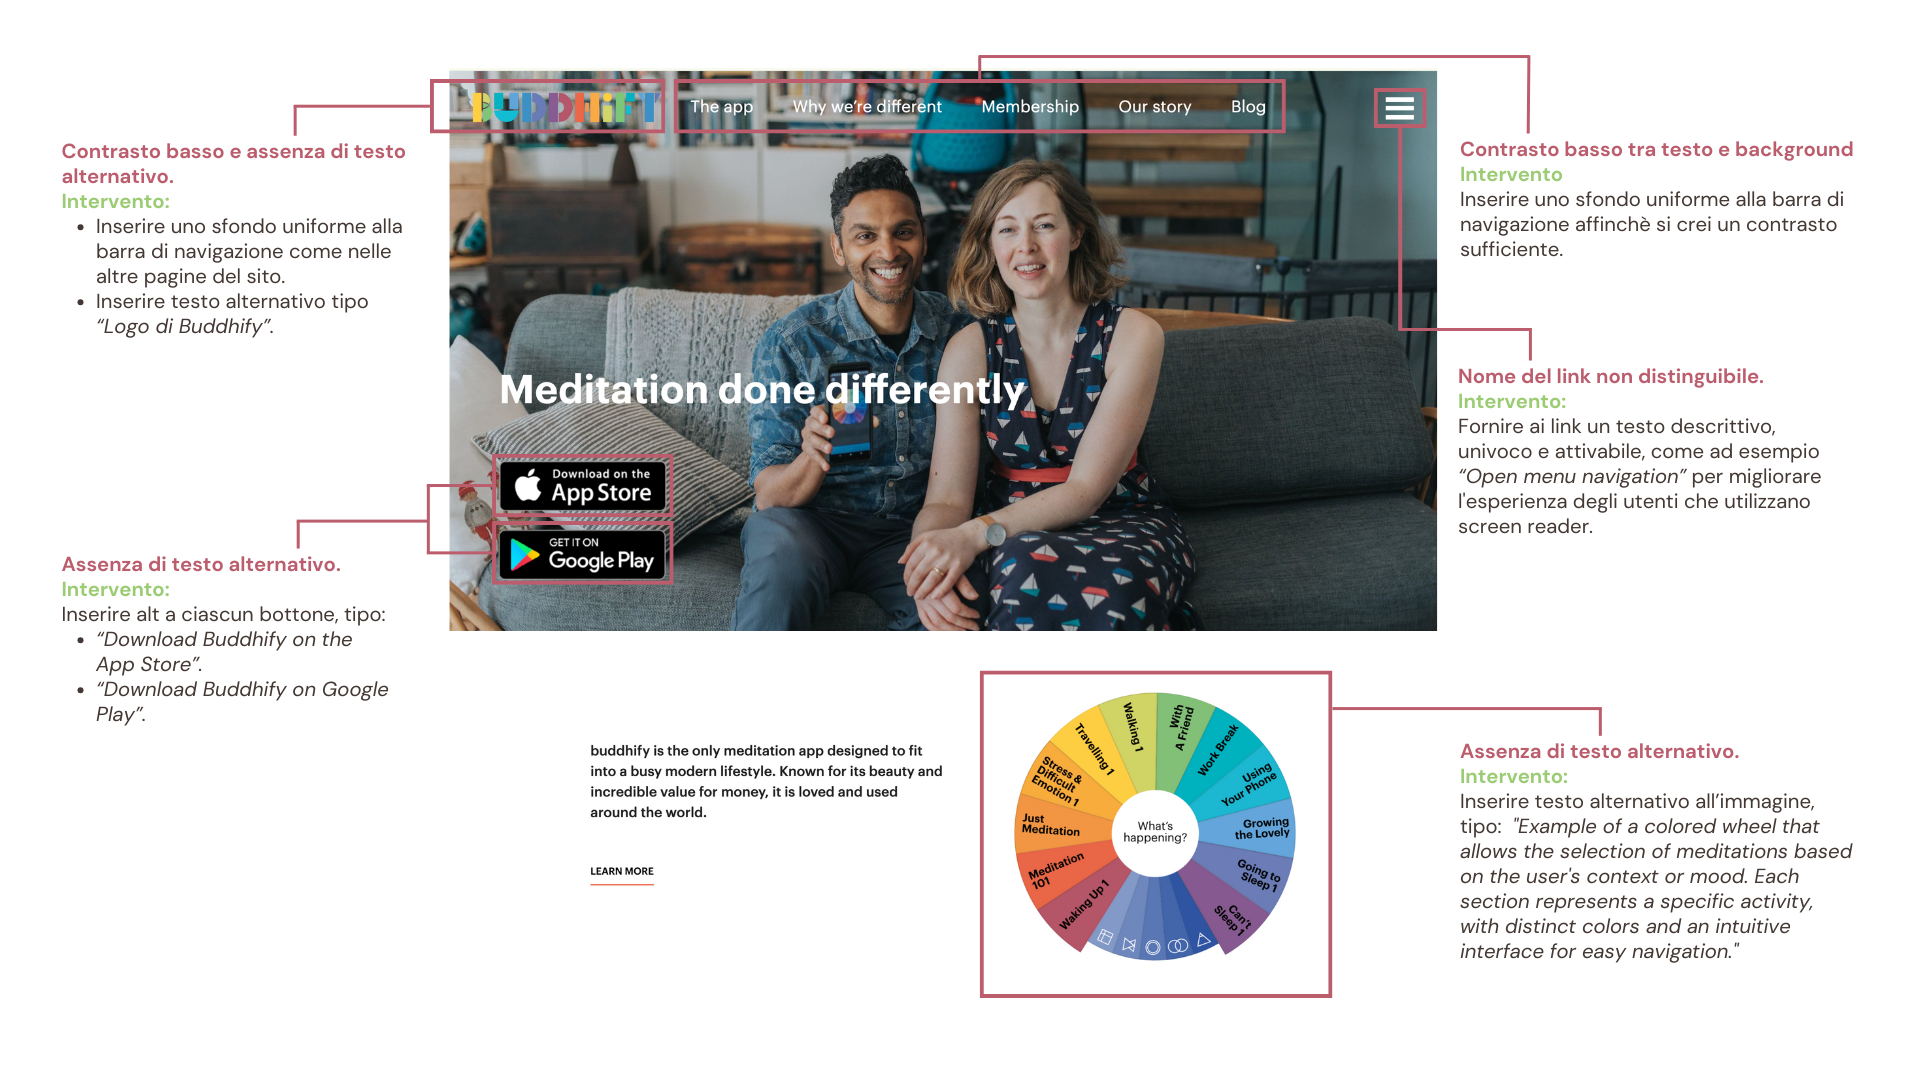 BUDDHIFY
The app
Why we're different
Membership
Our story
Blog
Contrasto basso e assenza di testo
alternativo.
Intervento:
• Inserire uno sfondo uniforme alla
barra di navigazione come nelle
altre pagine del sito.
• Inserire testo alternativo tipo
“Logo di Buddhify”.
Contrasto basso tra testo e background
Intervento
Inserire uno sfondo uniforme alla barra di
navigazione affinchè si crei un contrasto
sufficiente.
Meditation done differently
Nome del link non distinguibile.
Intervento:
Fornire ai link un testo descrittivo,
univoco e attivabile, come ad esempio
“Open menu navigation” per migliorare
l'esperienza degli utenti che utilizzano
screen reader.
Download on the
App Store
GET IT ON
Google Play
Assenza di testo alternativo.
Intervento:
Inserire alt a ciascun bottone, tipo:
• “Download Buddhify on the
App Store”.
• “Download Buddhify on Google
Play”.
buddhify is the only meditation app designed to fit
into a busy modern lifestyle. Known for its beauty and
incredible value for money, it is loved and used
around the world.
LEARN MORE
Waking Up 1
Meditation
101
Just
Meditation
Stress &
Difficult
Emotion 1
Travelling 1
Walking 1
With
A Friend
Work Break
Using
Your Phone
Growing
the Lovely
Going to
Sleep 1
Can't
Sleep 1
What's
happening?
Assenza di testo alternativo.
Intervento:
Inserire testo alternativo all’immagine,
tipo: "Example of a colored wheel that
allows the selection of meditations based
on the user's context or mood. Each
section represents a specific activity,
with distinct colors and an intuitive
interface for easy navigation."